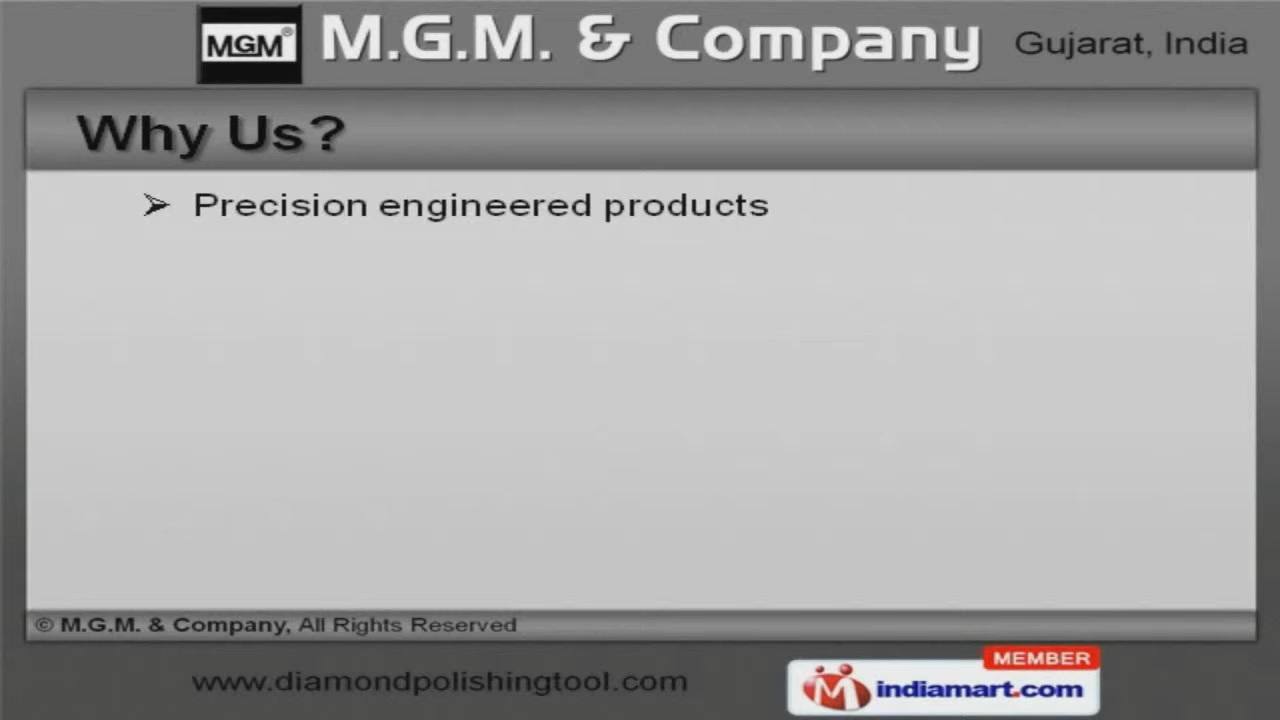 MGM®
M.G.M. & Company
Gujarat, India
Why Us?
➢ Precision engineered products
© M.G.M. & Company, All Rights Reserved
www.diamondpolishingtool.com
MEMBER
indiamart.com